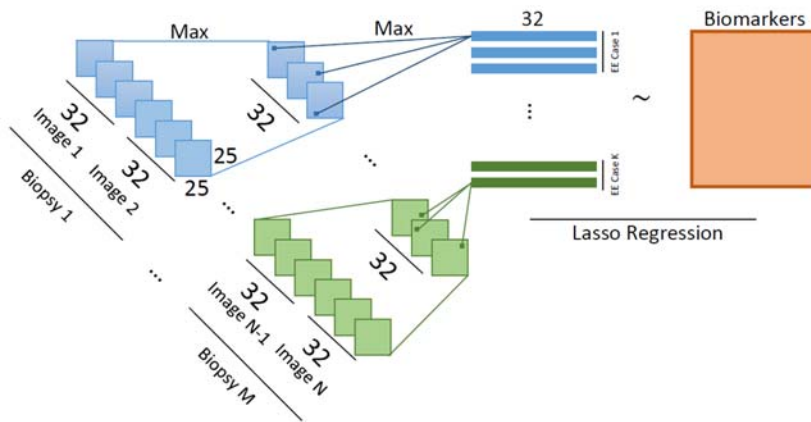 Max
Max
32
Biomarkers
EE Case 1
32
Image 1
32
Image 2
Biopsy 1
25
25
32
...
...
...
~
EE Case K
Lasso Regression
32
Image N-1
32
Image N
Biopsy M
32
...